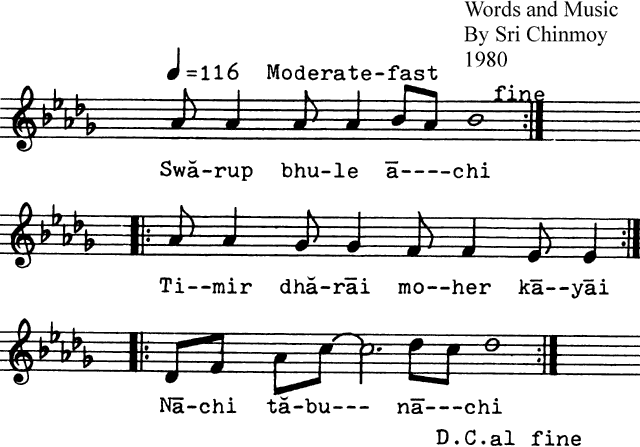 Words and Music
By Sri Chinmoy
1980
♩=116 Moderate-fast
fine
Swă-rup bhu-le ā----chi
Ti--mir dhă-rāi mo--her kā--yāi
Nā-chi tă-bu--- nā---chi
D.C.al fine